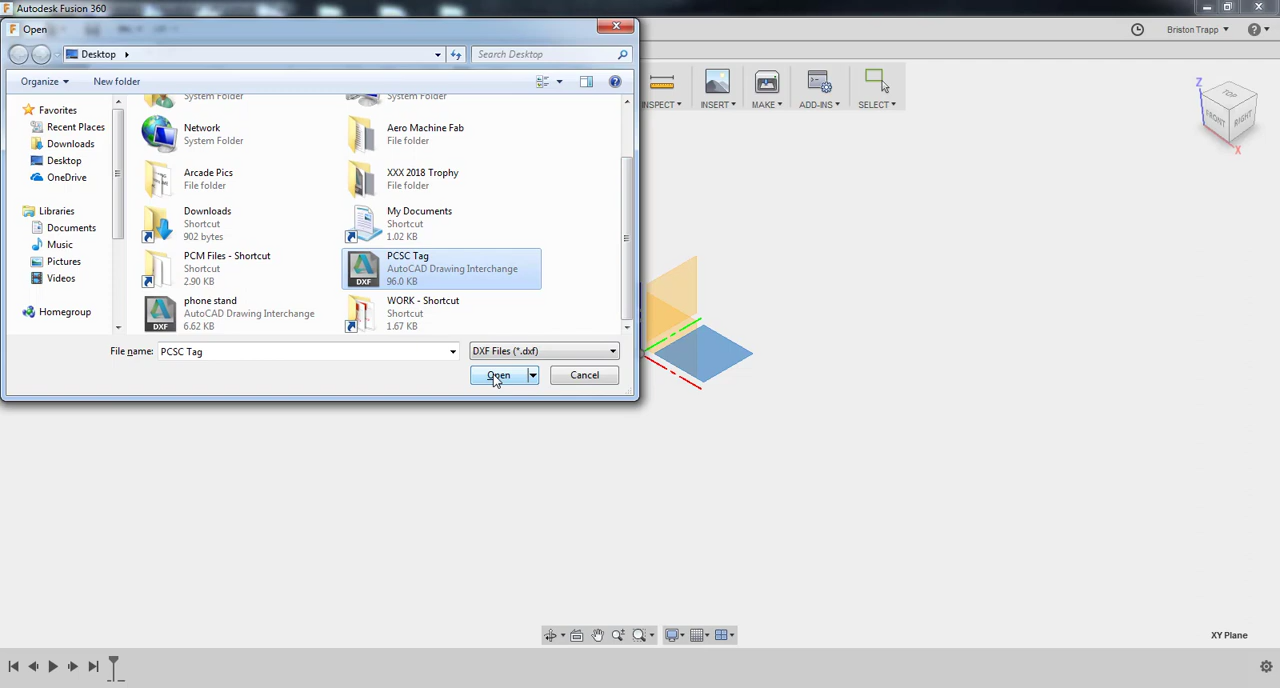 Autodesk Fusion 360
Open
Desktop
Search Desktop
Briston Trapp
Organize
New folder
INSPECT
INSERT
MAKE
ADD-INS
SELECT
Z
TOP
FRONT
RIGHT
X
Favorites
Recent Places
Downloads
Desktop
OneDrive
Libraries
Documents
Music
Pictures
Videos
Homegroup
System Folder
System Folder
Network
System Folder
Aero Machine Fab
File folder
Arcade Pics
File folder
XXX 2018 Trophy
File folder
Downloads
Shortcut
902 bytes
My Documents
Shortcut
1.02 KB
PCM Files - Shortcut
Shortcut
2.90 KB
DXF
PCSC Tag
AutoCAD Drawing Interchange
96.0 KB
DXF
phone stand
AutoCAD Drawing Interchange
6.62 KB
WORK - Shortcut
Shortcut
1.67 KB
File name:
PCSC Tag
DXF Files (*.dxf)
Open
Cancel
XY Plane